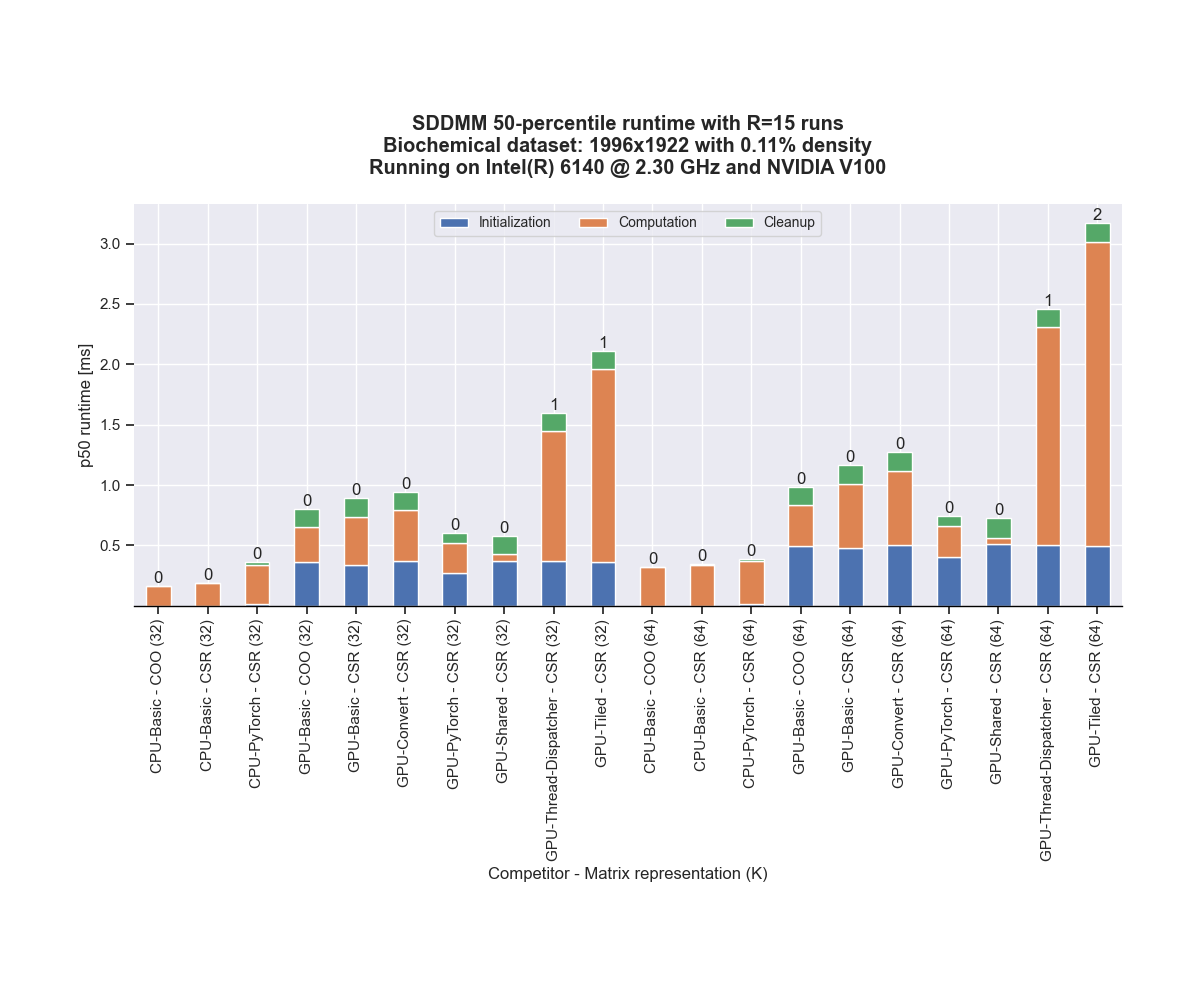 SDDMM 50-percentile runtime with R=15 runs
Biochemical dataset: 1996x1922 with 0.11% density
Running on Intel(R) 6140 @ 2.30 GHz and NVIDIA V100
Initialization Computation Cleanup
p50 runtime [ms]
3.0
2.5
2.0
1.5
1.0
0.5
0 0 0 0 0 0 0 0 1 1 0 0 0 0 0 0 0 0 1 2
CPU-Basic - COO (32)
CPU-Basic - CSR (32)
CPU-PyTorch - CSR (32)
GPU-Basic - COO (32)
GPU-Basic - CSR (32)
GPU-Convert - CSR (32)
GPU-PyTorch - CSR (32)
GPU-Shared - CSR (32)
GPU-Thread-Dispatcher - CSR (32)
GPU-Tiled - CSR (32)
CPU-Basic - COO (64)
CPU-Basic - CSR (64)
CPU-PyTorch - CSR (64)
GPU-Basic - COO (64)
GPU-Basic - CSR (64)
GPU-Convert - CSR (64)
GPU-PyTorch - CSR (64)
GPU-Shared - CSR (64)
GPU-Thread-Dispatcher - CSR (64)
GPU-Tiled - CSR (64)
Competitor - Matrix representation (K)